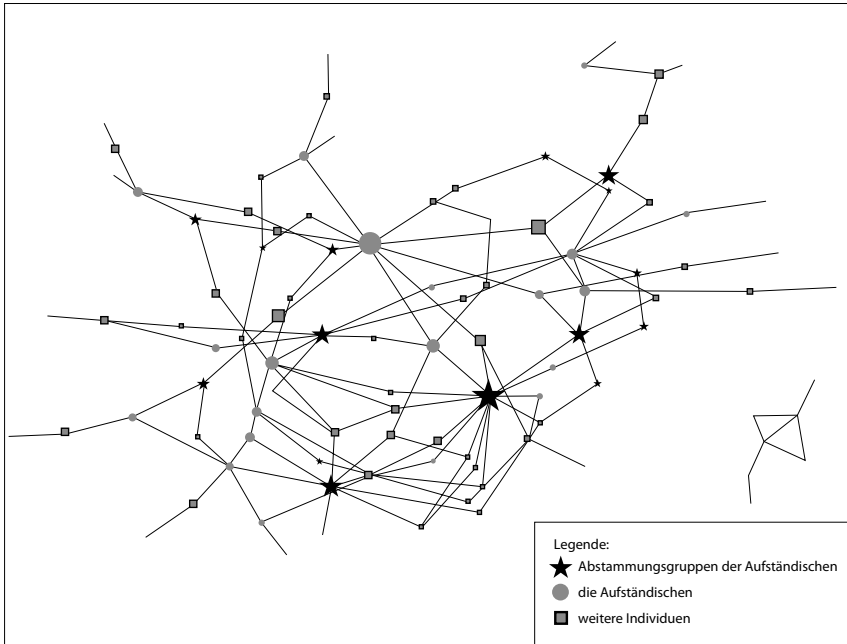 Legende:
Abstammungsgruppen der Aufständischen
die Aufständischen
weitere Individuen